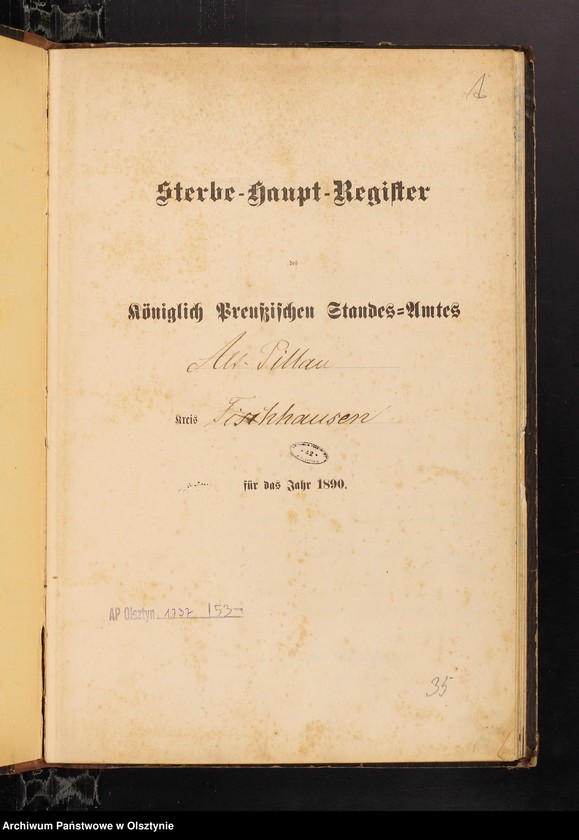 1
Sterbe-Haupt-Register
des
Königlich Preußischen Standes-Amtes
Alt-Pillau
Kreis Fischhausen
für das Jahr 1890.
AP Olsztyn 1737 153
35
Archiwum Państwowe w Olsztynie